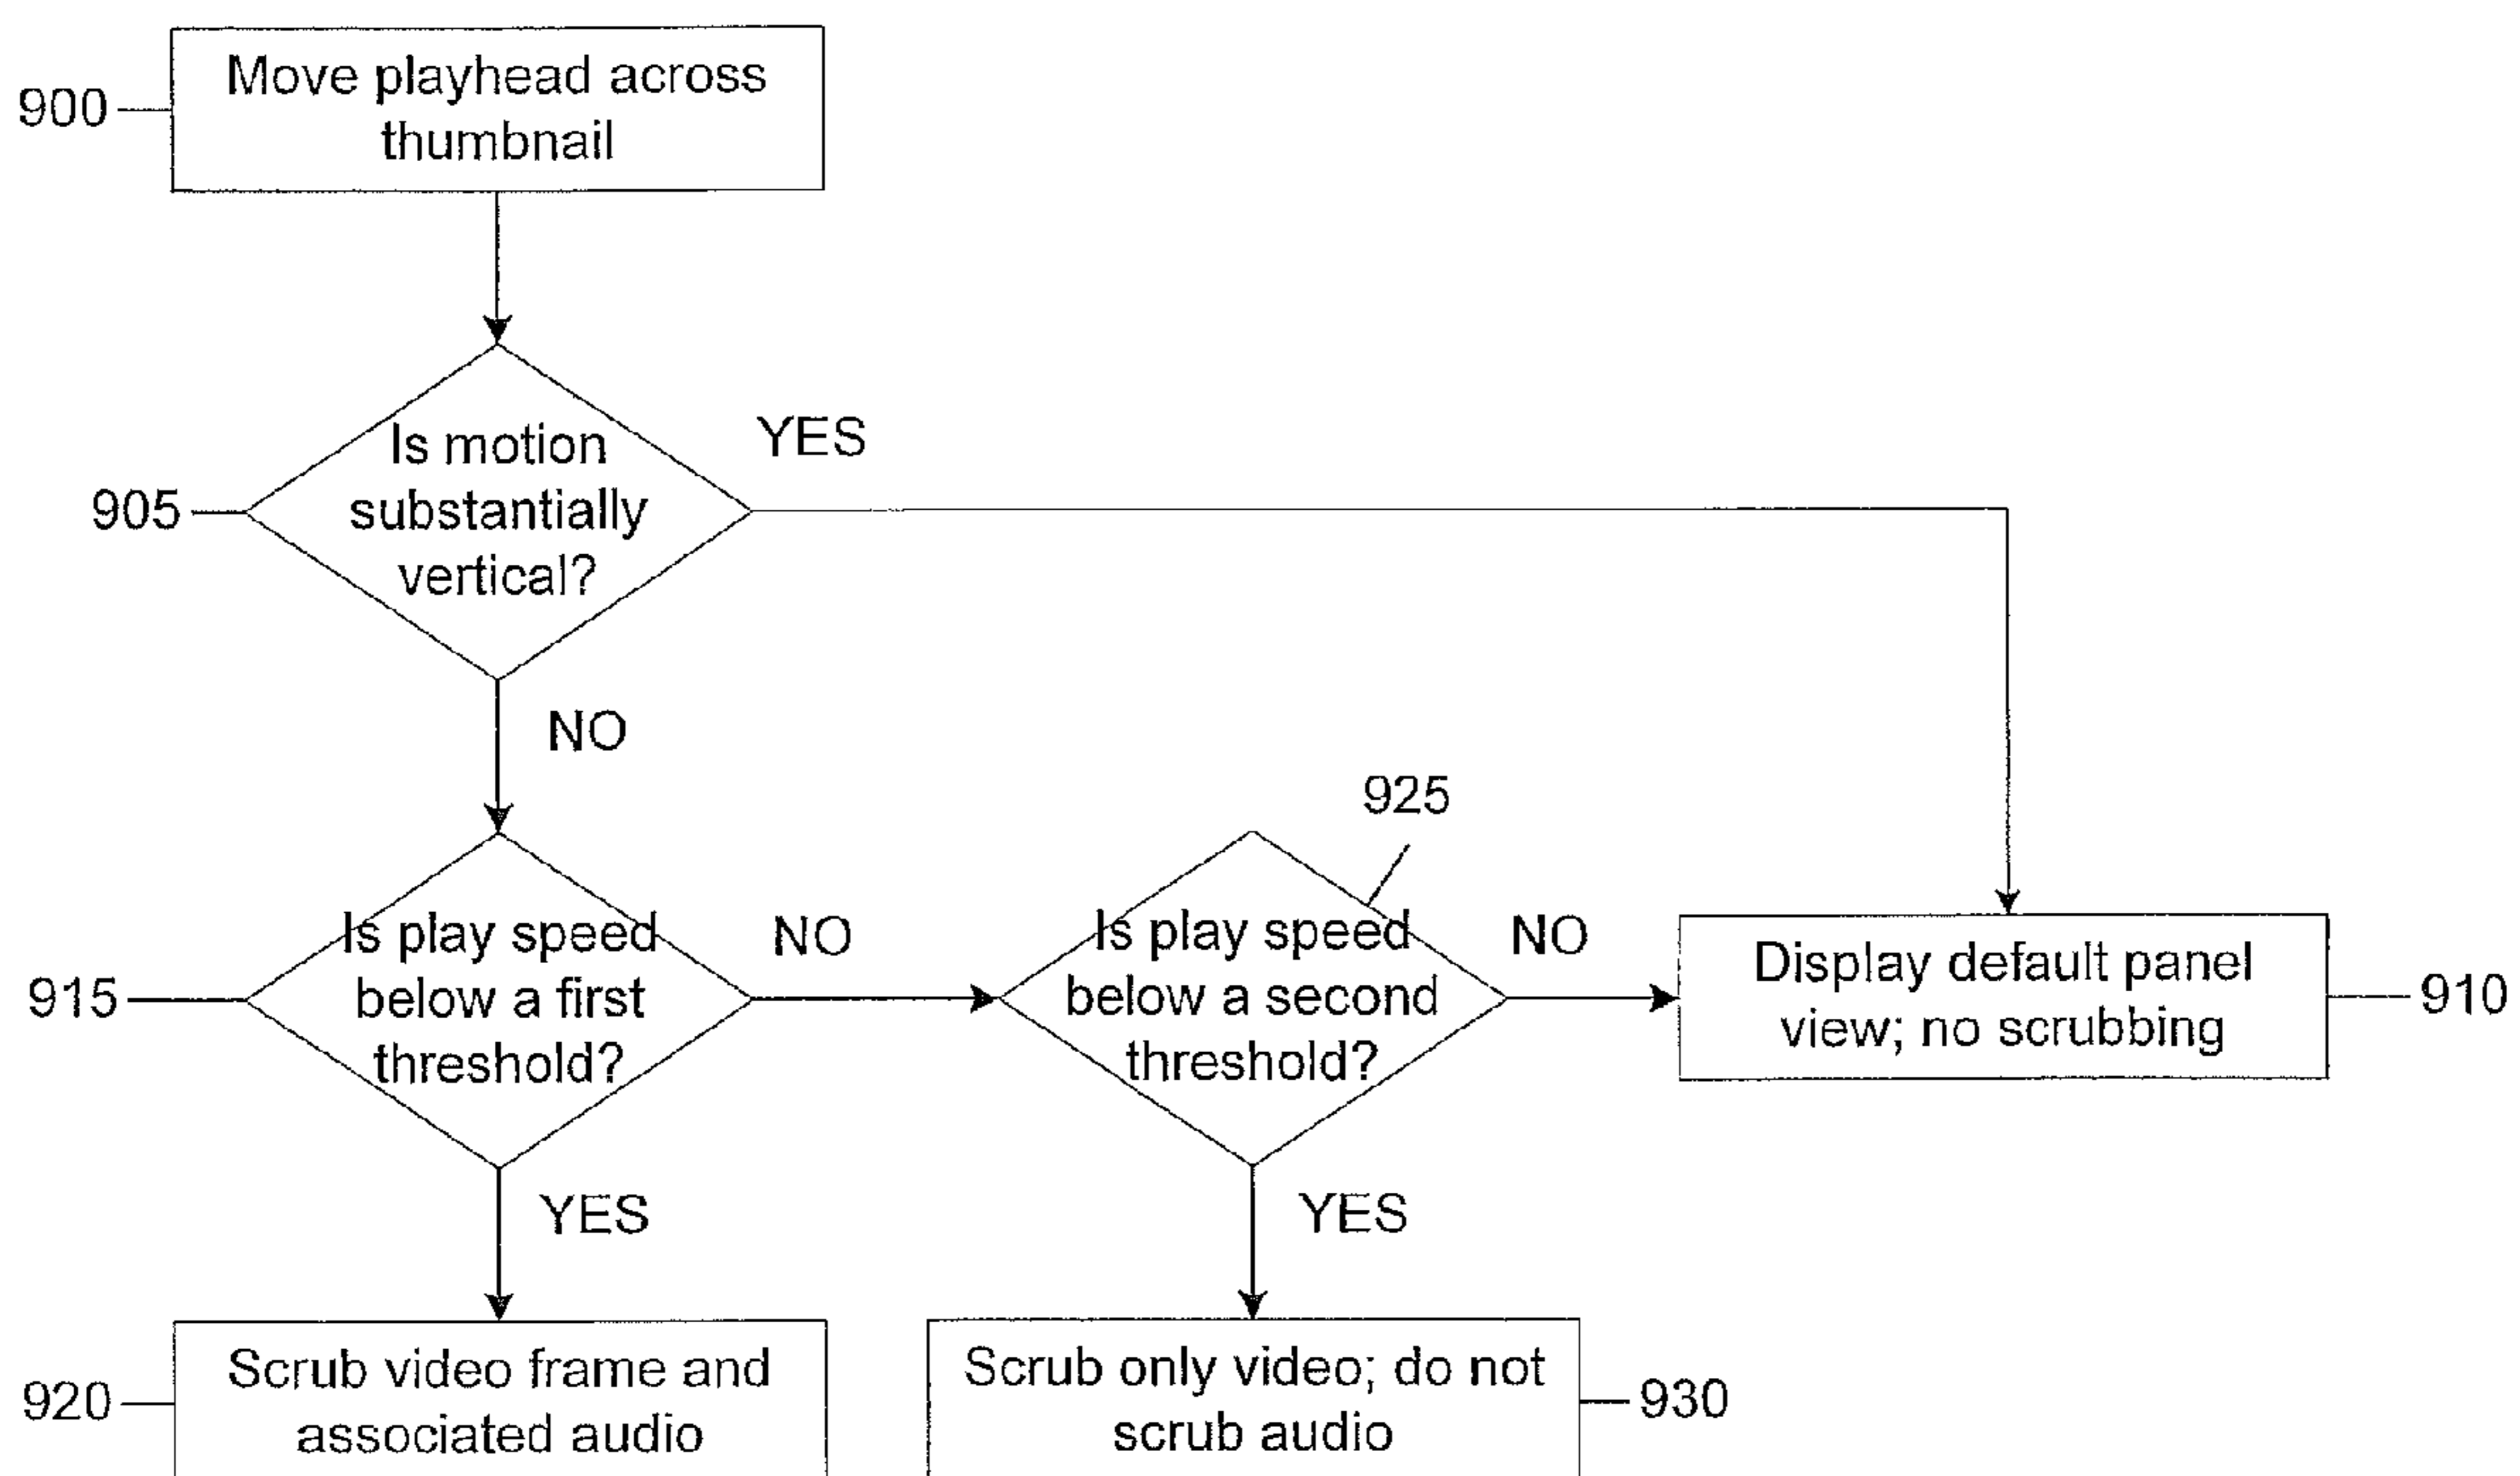 900
Move playhead across
thumbnail
905
Is motion
substantially
vertical?
YES
NO
925
915
Is play speed
below a first
threshold?
NO
Is play speed
below a second
threshold?
NO
Display default panel
view; no scrubbing
910
YES
YES
920
Scrub video frame and
associated audio
Scrub only video; do not
scrub audio
930